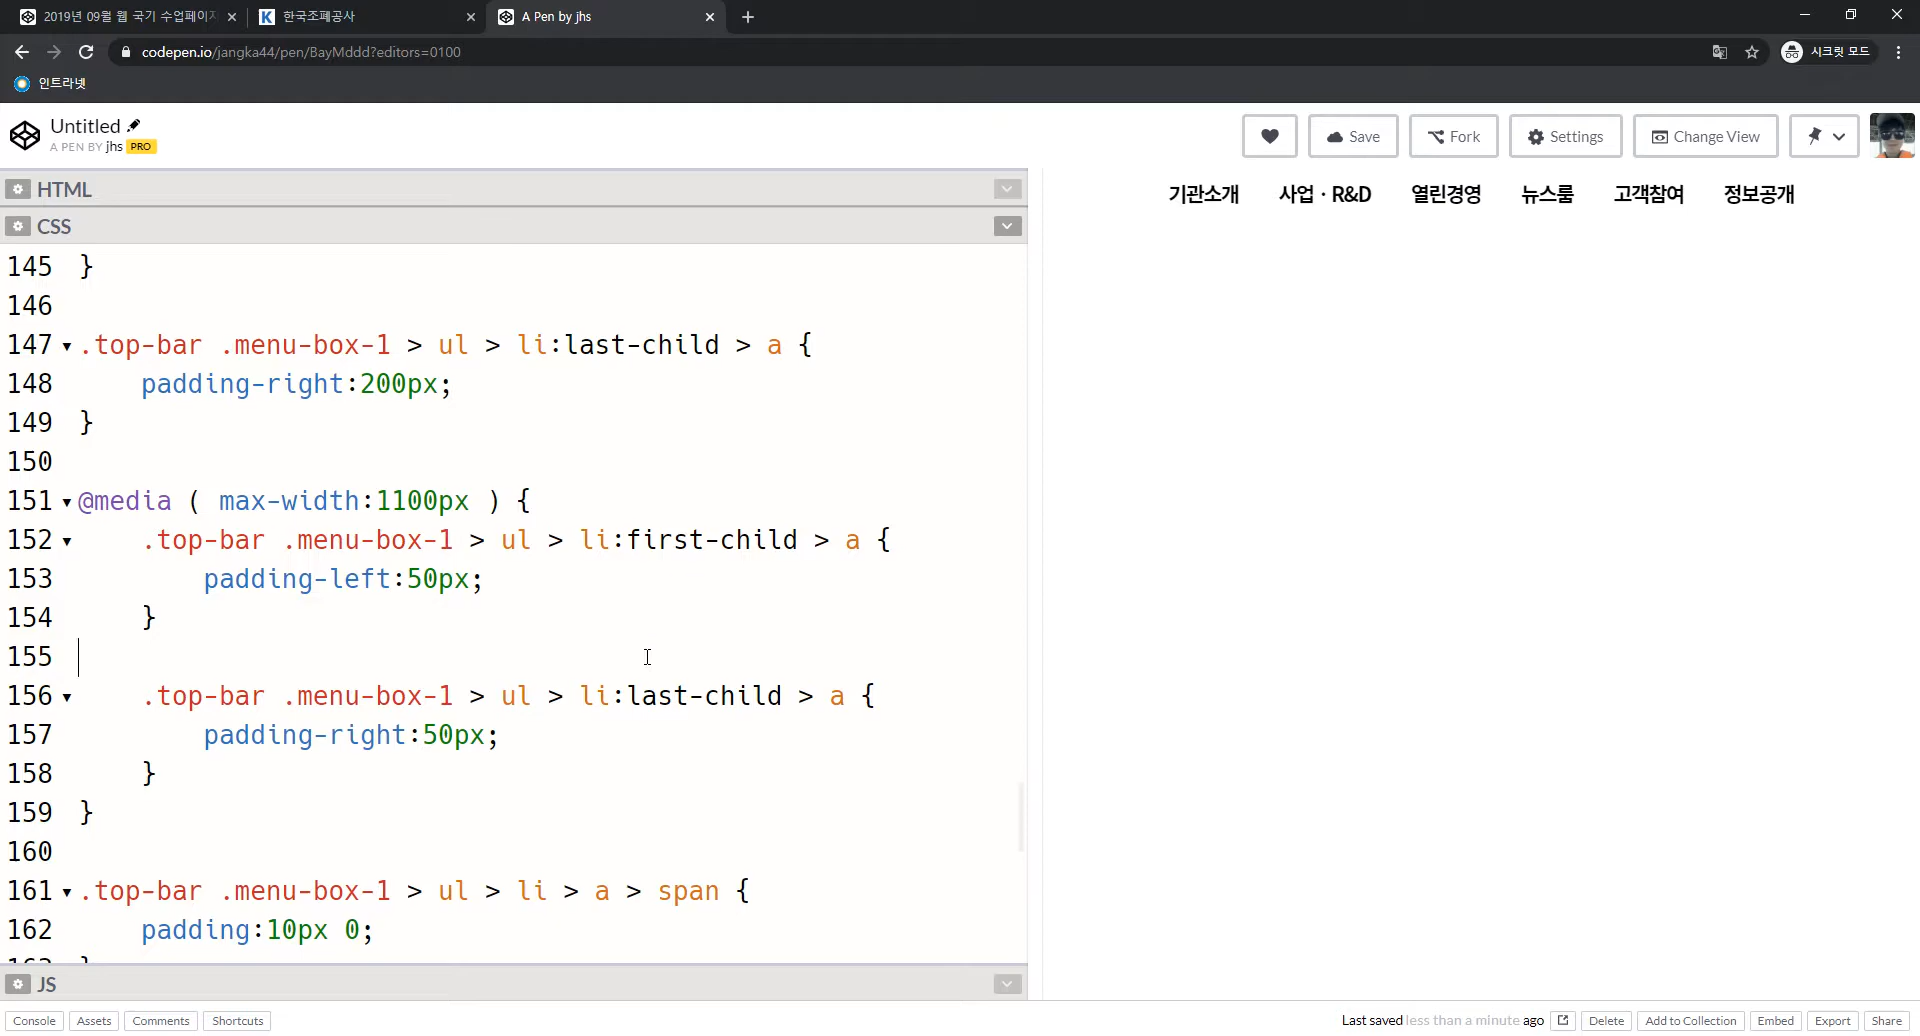 2019년 09월 웹 국기 수업페이지
한국조폐공사
A Pen by jhs
codepen.io/jangka44/pen/BayMddd?editors=0100
시크릿 모드
인트라넷
Untitled
A PEN BY jhs PRO
Save
Fork
Settings
Change View
HTML
CSS
145 }
146
147 .top-bar .menu-box-1 > ul > li:last-child > a {
148 padding-right:200px;
149 }
150
151 @media ( max-width:1100px ) {
152 .top-bar .menu-box-1 > ul > li:first-child > a {
153 padding-left:50px;
154 }
155
156 .top-bar .menu-box-1 > ul > li:last-child > a {
157 padding-right:50px;
158 }
159 }
160
161 .top-bar .menu-box-1 > ul > li > a > span {
162 padding:10px 0;
기관소개 사업 · R&D 열린경영 뉴스룸 고객참여 정보공개
JS
Console Assets Comments Shortcuts
Last saved less than a minute ago
Delete Add to Collection Embed Export Share